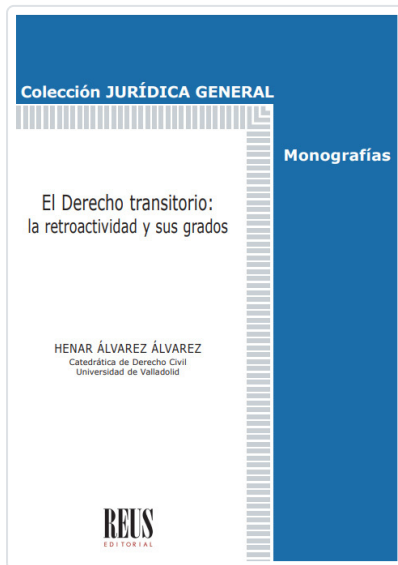 Colección JURÍDICA GENERAL
Monografías
El Derecho transitorio:
la retroactividad y sus grados
HENAR ÁLVAREZ ÁLVAREZ
Catedrática de Derecho Civil
Universidad de Valladolid
REUS
EDITORIAL